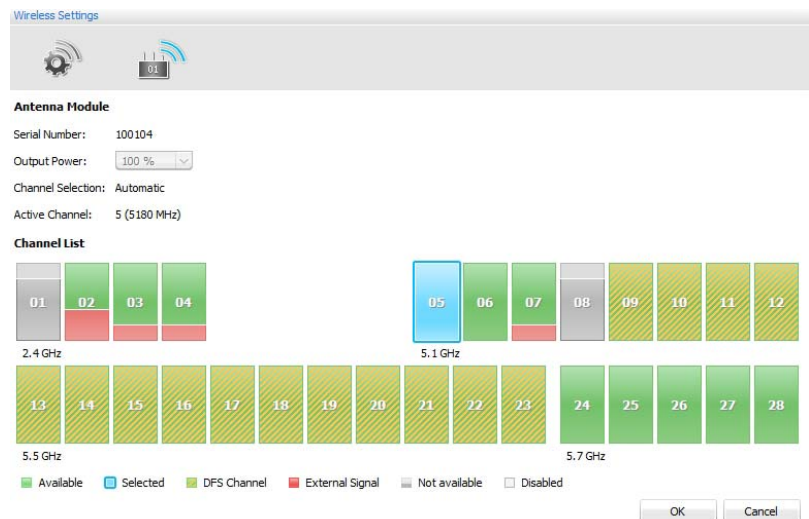 Wireless Settings
01
Antenna Module
Serial Number: 100104
Output Power: 100 %
Channel Selection: Automatic
Active Channel: 5 (5180 MHz)
Channel List
01 02 03 04 05 06 07 08 09 10 11 12
2.4 GHz 5.1 GHz
13 14 15 16 17 18 19 20 21 22 23 24 25 26 27 28
5.5 GHz 5.7 GHz
Available Selected DFS Channel External Signal Not available Disabled
OK Cancel